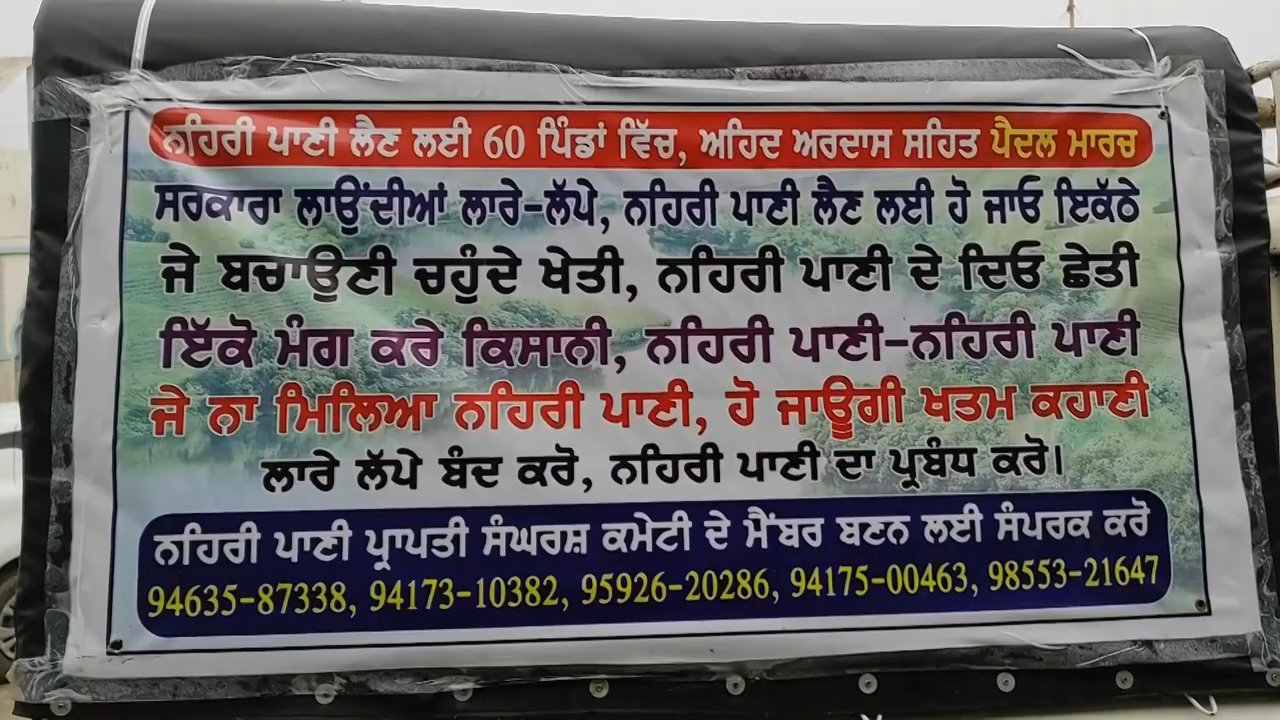 ਨਹਿਰੀ ਪਾਣੀ ਲੈਣ ਲਈ 60 ਪਿੰਡਾਂ ਵਿੱਚ, ਅਹਿਦ ਅਰਦਾਸ ਸਹਿਤ ਪੈਦਲ ਮਾਰਚ
ਸਰਕਾਰਾ ਲਾਉਂਦੀਆਂ ਲਾਰੇ-ਲੱਪੇ, ਨਹਿਰੀ ਪਾਣੀ ਲੈਣ ਲਈ ਹੋ ਜਾਓ ਇਕੱਠੇ
ਜੇ ਬਚਾਉਣੀ ਚਹੁੰਦੇ ਖੇਤੀ, ਨਹਿਰੀ ਪਾਣੀ ਦੇ ਦਿਓ ਛੇਤੀ
ਇੱਕੋ ਮੰਗ ਕਰੇ ਕਿਸਾਨੀ, ਨਹਿਰੀ ਪਾਣੀ-ਨਹਿਰੀ ਪਾਣੀ
ਜੇ ਨਾ ਮਿਲਿਆ ਨਹਿਰੀ ਪਾਣੀ, ਹੋ ਜਾਊਗੀ ਖਤਮ ਕਹਾਣੀ
ਲਾਰੇ ਲੱਪੇ ਬੰਦ ਕਰੋ, ਨਹਿਰੀ ਪਾਣੀ ਦਾ ਪ੍ਰਬੰਧ ਕਰੋ।
ਨਹਿਰੀ ਪਾਣੀ ਪ੍ਰਾਪਤੀ ਸੰਘਰਸ਼ ਕਮੇਟੀ ਦੇ ਮੈਂਬਰ ਬਣਨ ਲਈ ਸੰਪਰਕ ਕਰੋ
94635-87338, 94173-10382, 95926-20286, 94175-00463, 98553-21647